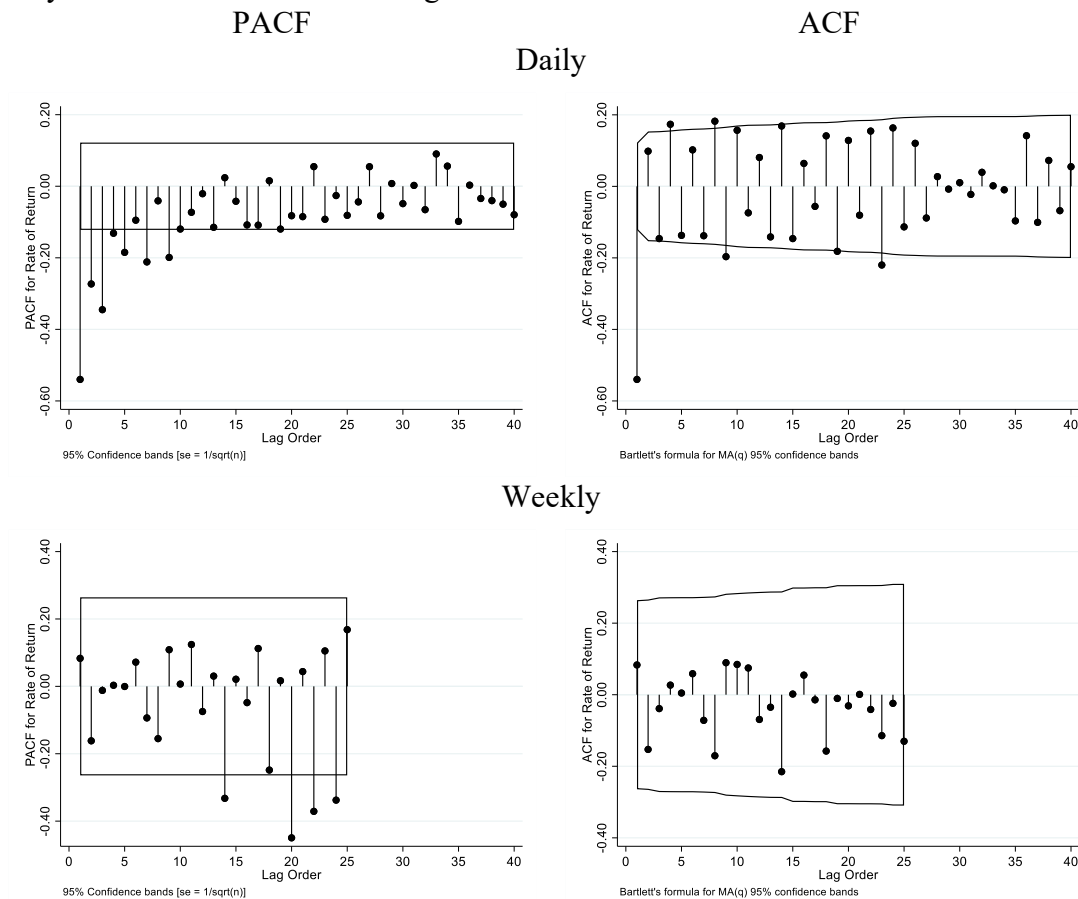 PACF
ACF
Daily
PACF for Rate of Return
0.20
0.00
-0.20
-0.40
-0.60
0 5 10 15 20 25 30 35 40
Lag Order
95% Confidence bands [se = 1/sqrt(n)]
ACF for Rate of Return
0.20
0.00
-0.20
-0.40
-0.60
0 5 10 15 20 25 30 35 40
Lag Order
Bartlett's formula for MA(q) 95% confidence bands
Weekly
PACF for Rate of Return
0.40
0.20
0.00
-0.20
-0.40
0 5 10 15 20 25 30 35 40
Lag Order
95% Confidence bands [se = 1/sqrt(n)]
ACF for Rate of Return
0.40
0.20
0.00
-0.20
-0.40
0 5 10 15 20 25 30 35 40
Lag Order
Bartlett's formula for MA(q) 95% confidence bands